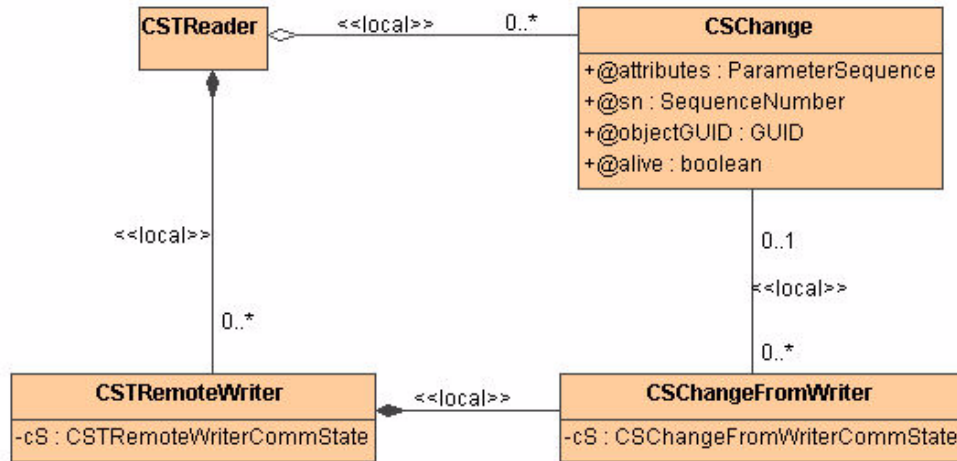 CSTReader
<<local>>
0..*
CSChange
+@attributes : ParameterSequence
+@sn : SequenceNumber
+@objectGUID : GUID
+@alive : boolean
<<local>>
0..1
<<local>>
0..*
0..*
CSTRemoteWriter
-cS : CSTRemoteWriterCommState
<<local>>
CSChangeFromWriter
-cS : CSChangeFromWriterCommState